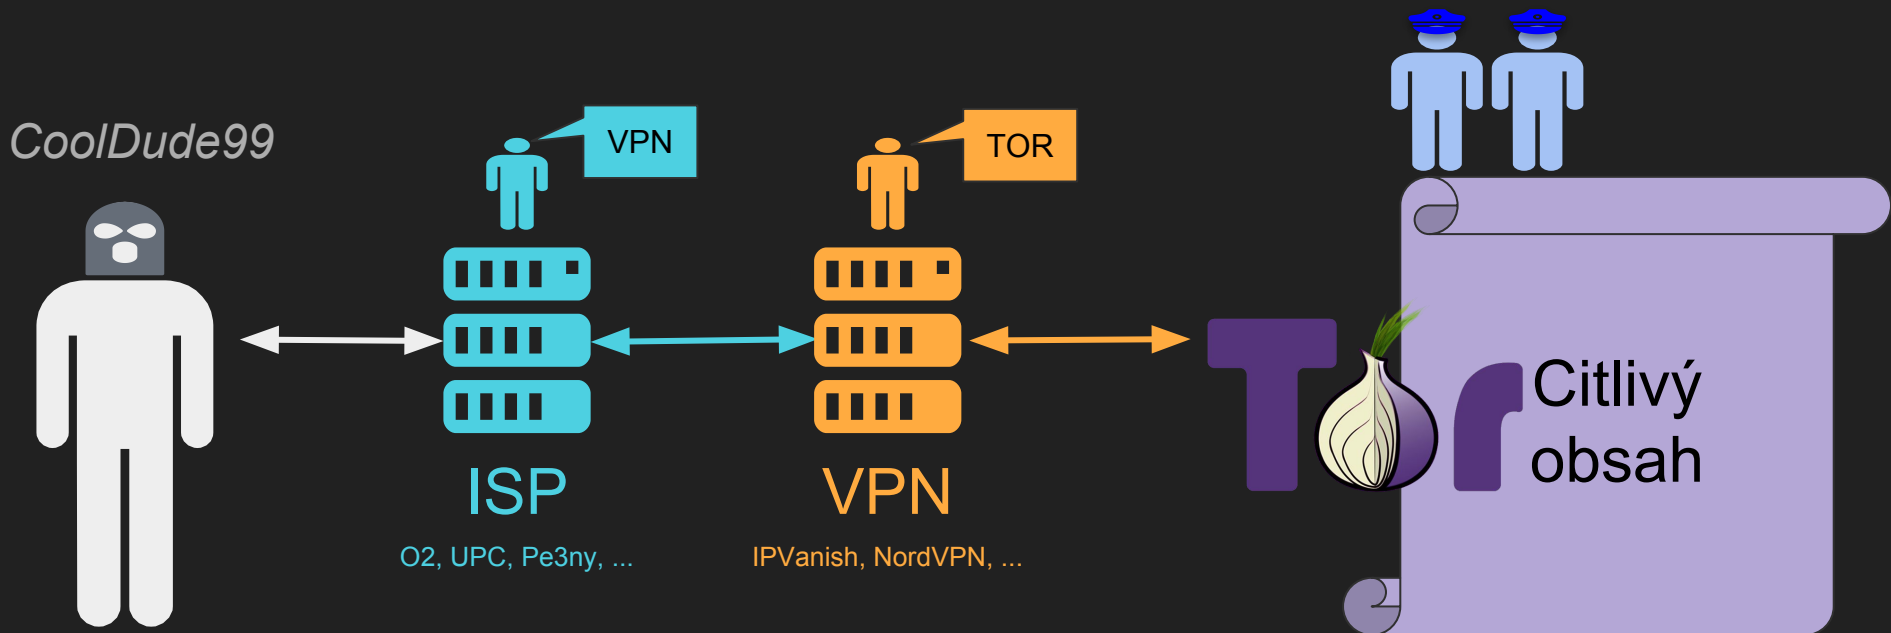 CoolDude99
VPN
TOR
ISP
O2, UPC, Pe3ny, ...
VPN
IPVanish, NordVPN, ...
Tor
Citlivý
obsah